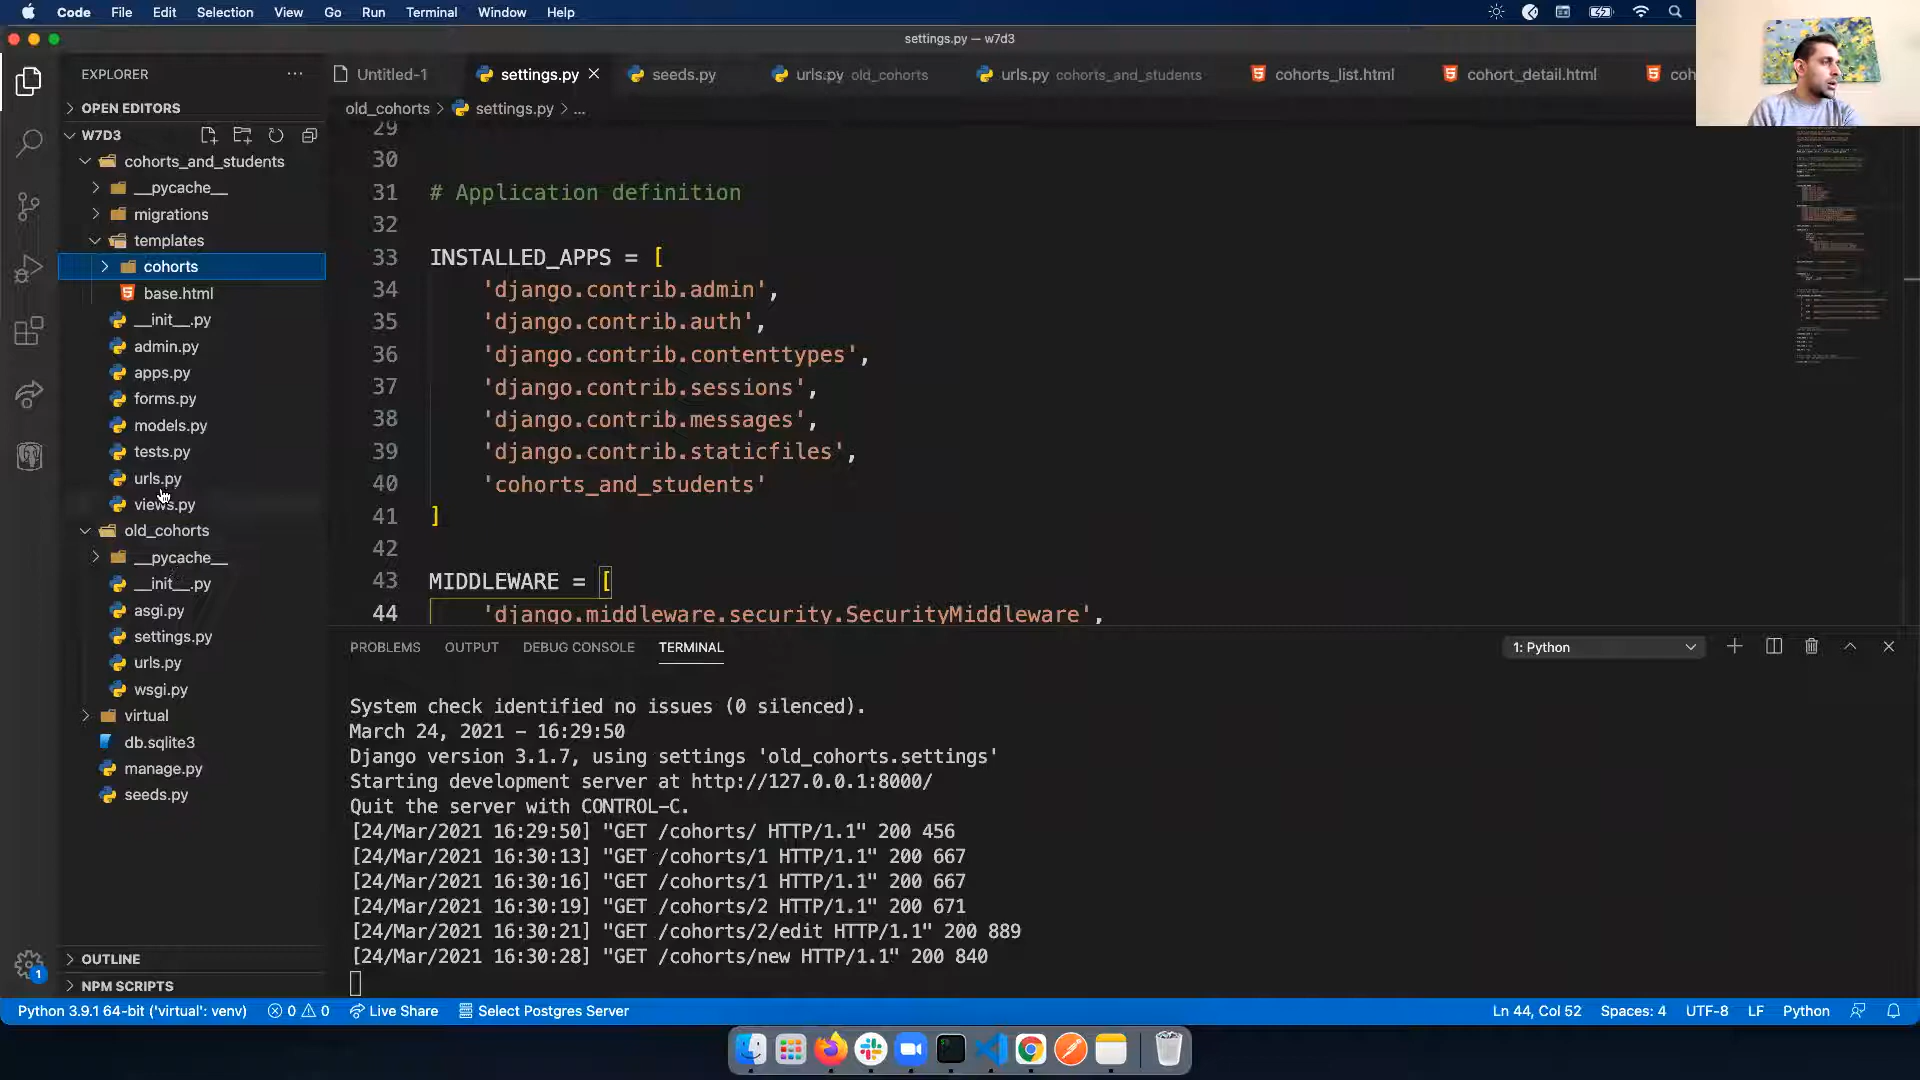 Code File Edit Selection View Go Run Terminal Window Help
settings.py — w7d3
EXPLORER
OPEN EDITORS
W7D3
cohorts_and_students
__pycache__
migrations
templates
cohorts
base.html
__init__.py
admin.py
apps.py
forms.py
models.py
tests.py
urls.py
views.py
old_cohorts
__pycache__
__init__.py
asgi.py
settings.py
urls.py
wsgi.py
virtual
db.sqlite3
manage.py
seeds.py
OUTLINE
NPM SCRIPTS
Untitled-1 settings.py seeds.py urls.py old_cohorts urls.py cohorts_and_students cohorts_list.html cohort_detail.html coh
old_cohorts > settings.py > ...
29
30
31 # Application definition
32
33 INSTALLED_APPS = [
34 'django.contrib.admin',
35 'django.contrib.auth',
36 'django.contrib.contenttypes',
37 'django.contrib.sessions',
38 'django.contrib.messages',
39 'django.contrib.staticfiles',
40 'cohorts_and_students'
41 ]
42
43 MIDDLEWARE = [
44 'django.middleware.security.SecurityMiddleware',
PROBLEMS OUTPUT DEBUG CONSOLE TERMINAL 1: Python
System check identified no issues (0 silenced).
March 24, 2021 - 16:29:50
Django version 3.1.7, using settings 'old_cohorts.settings'
Starting development server at http://127.0.0.1:8000/
Quit the server with CONTROL-C.
[24/Mar/2021 16:29:50] "GET /cohorts/ HTTP/1.1" 200 456
[24/Mar/2021 16:30:13] "GET /cohorts/1 HTTP/1.1" 200 667
[24/Mar/2021 16:30:16] "GET /cohorts/1 HTTP/1.1" 200 667
[24/Mar/2021 16:30:19] "GET /cohorts/2 HTTP/1.1" 200 671
[24/Mar/2021 16:30:21] "GET /cohorts/2/edit HTTP/1.1" 200 889
[24/Mar/2021 16:30:28] "GET /cohorts/new HTTP/1.1" 200 840
1
Python 3.9.1 64-bit ('virtual': venv) 0 0 Live Share Select Postgres Server Ln 44, Col 52 Spaces: 4 UTF-8 LF Python